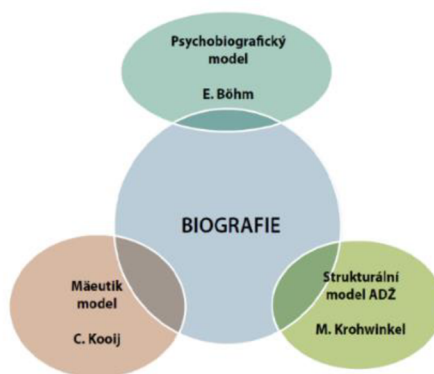 Psychobiografický
model
E. Böhm
BIOGRAFIE
Mäeutik
model
C. Kooij
Strukturální
model ADŽ
M. Krohwinkel